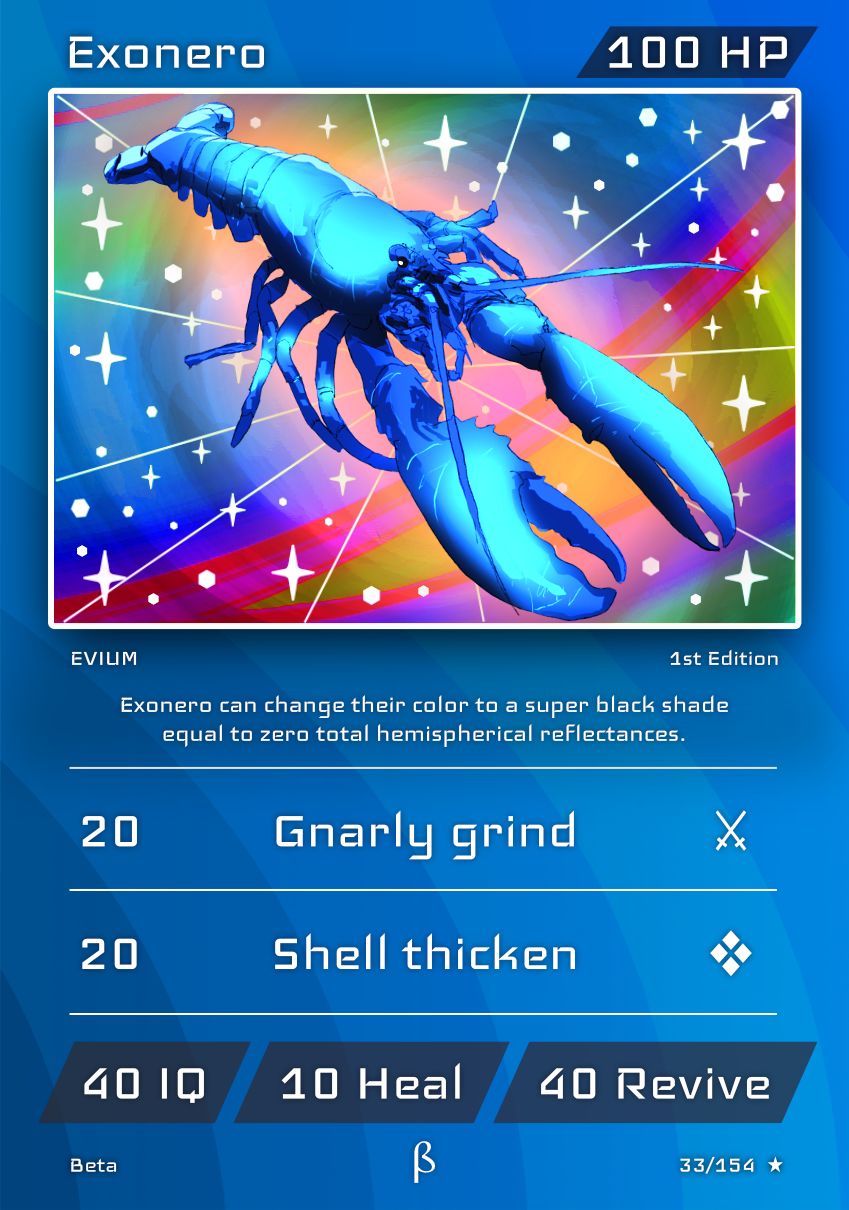 Exonero
100 HP
EVIUM
1st Edition
Exonero can change their color to a super black shade
equal to zero total hemispherical reflectances.
20 Gnarly grind
20 Shell thicken
40 IQ
10 Heal
40 Revive
Beta
β
33/154 ★